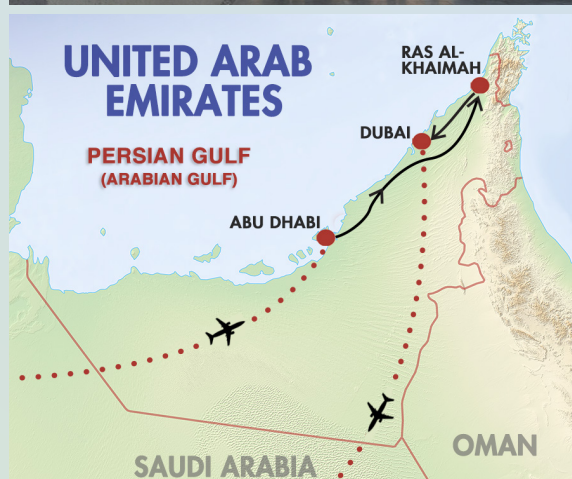 UNITED ARAB
EMIRATES
RAS AL-
KHAIMAH
DUBAI
PERSIAN GULF
(ARABIAN GULF)
ABU DHABI
OMAN
SAUDI ARABIA